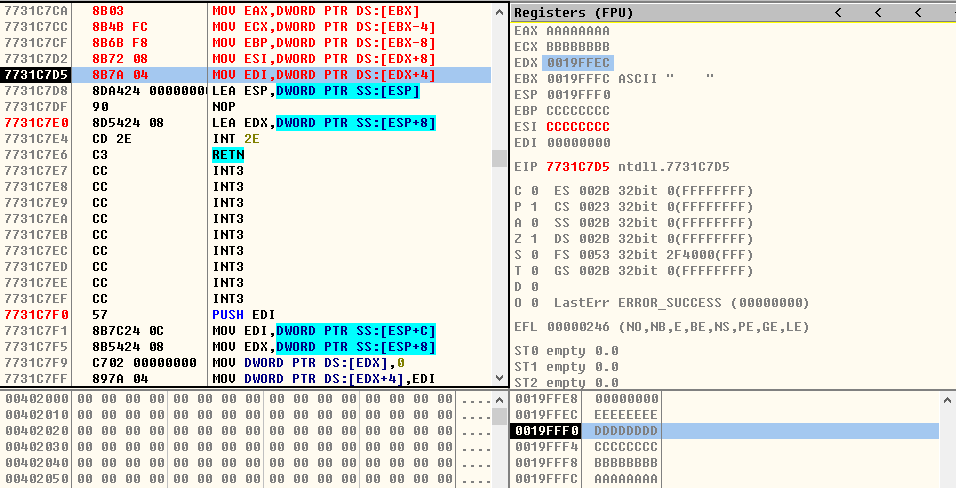 7731C7CA 8B03 MOV EAX,DWORD PTR DS:[EBX]
7731C7CC 8B4B FC MOV ECX,DWORD PTR DS:[EBX-4]
7731C7CF 8B6B F8 MOV EBP,DWORD PTR DS:[EBX-8]
7731C7D2 8B72 08 MOV ESI,DWORD PTR DS:[EDX+8]
7731C7D5 8B7A 04 MOV EDI,DWORD PTR DS:[EDX+4]
7731C7D8 8DA424 00000000 LEA ESP,DWORD PTR SS:[ESP]
7731C7DF 90 NOP
7731C7E0 8D5424 08 LEA EDX,DWORD PTR SS:[ESP+8]
7731C7E4 CD 2E INT 2E
7731C7E6 C3 RETN
7731C7E7 CC INT3
7731C7E8 CC INT3
7731C7E9 CC INT3
7731C7EA CC INT3
7731C7EB CC INT3
7731C7EC CC INT3
7731C7ED CC INT3
7731C7EE CC INT3
7731C7EF CC INT3
7731C7F0 57 PUSH EDI
7731C7F1 8B7C24 0C MOV EDI,DWORD PTR SS:[ESP+C]
7731C7F5 8B5424 08 MOV EDX,DWORD PTR SS:[ESP+8]
7731C7F9 C702 00000000 MOV DWORD PTR DS:[EDX],0
7731C7FF 897A 04 MOV DWORD PTR DS:[EDX+4],EDI
Registers (FPU) < < <
EAX AAAAAAAA
ECX BBBBBBBB
EDX 0019FFEC
EBX 0019FFFC ASCII "    "
ESP 0019FFF0
EBP CCCCCCCC
ESI CCCCCCCC
EDI 00000000
EIP 7731C7D5 ntdll.7731C7D5
C 0 ES 002B 32bit 0(FFFFFFFF)
P 1 CS 0023 32bit 0(FFFFFFFF)
A 0 SS 002B 32bit 0(FFFFFFFF)
Z 1 DS 002B 32bit 0(FFFFFFFF)
S 0 FS 0053 32bit 2F4000(FFF)
T 0 GS 002B 32bit 0(FFFFFFFF)
D 0
O 0 LastErr ERROR_SUCCESS (00000000)
EFL 00000246 (NO,NB,E,BE,NS,PE,GE,LE)
ST0 empty 0.0
ST1 empty 0.0
ST2 empty 0.0
00402000 00 00 00 00 00 00 00 00 00 00 00 00 00 00 00 00 ....
00402010 00 00 00 00 00 00 00 00 00 00 00 00 00 00 00 00 ....
00402020 00 00 00 00 00 00 00 00 00 00 00 00 00 00 00 00 ....
00402030 00 00 00 00 00 00 00 00 00 00 00 00 00 00 00 00 ....
00402040 00 00 00 00 00 00 00 00 00 00 00 00 00 00 00 00 ....
00402050 00 00 00 00 00 00 00 00 00 00 00 00 00 00 00 00 ....
0019FFE8 00000000
0019FFEC EEEEEEEE
0019FFF0 DDDDDDDD
0019FFF4 CCCCCCCC
0019FFF8 BBBBBBBB
0019FFFC AAAAAAAA